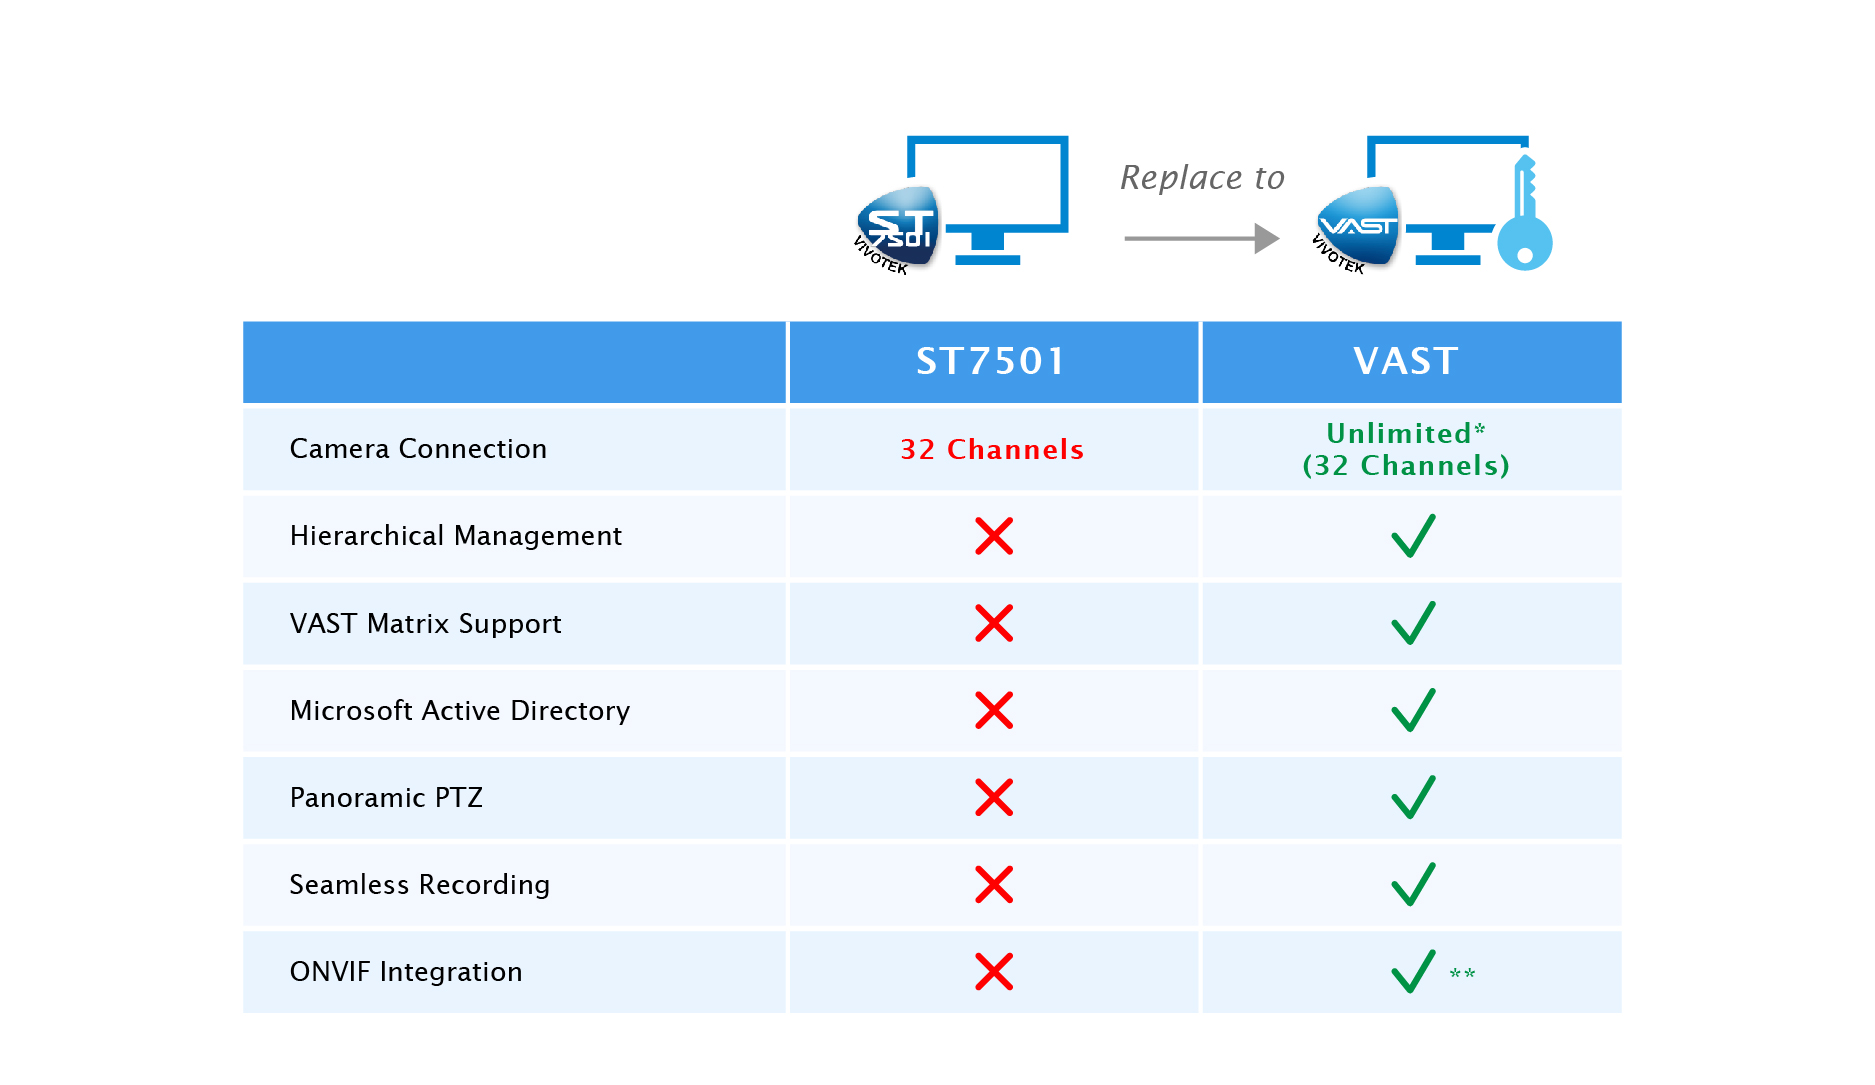 Replace to
ST
7501
VIVOTEK
VAST
VIVOTEK
ST7501 VAST
Camera Connection 32 Channels Unlimited*
(32 Channels)
Hierarchical Management
VAST Matrix Support
Microsoft Active Directory
Panoramic PTZ
Seamless Recording
ONVIF Integration **